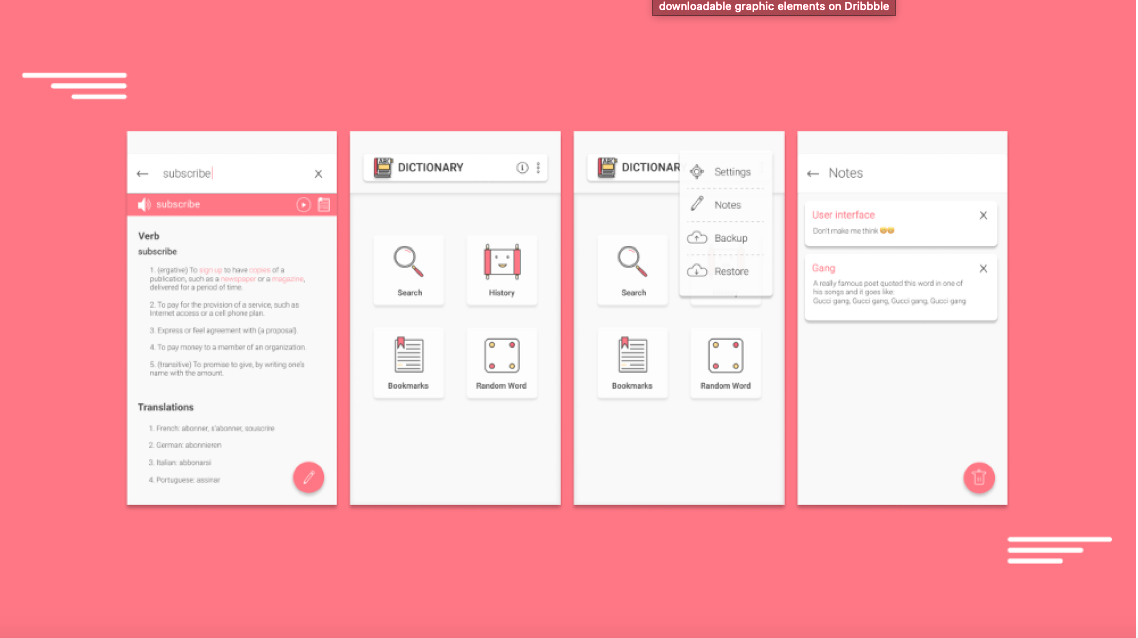 downloadable graphic elements on Dribbble
subscribe
subscribe
Verb
subscribe
1. (ergative) To sign up to have copies of a
publication, such as a newspaper or a magazine,
delivered for a period of time.
2. To pay for the provision of a service, such as
Internet access or a cell phone plan.
3. Express or feel agreement with (a proposal).
4. To pay money to a member of an organization.
5. (transitive) To promise to give, by writing one's
name with the amount.
Translations
1. French: abonner, s'abonner, souscrire
2. German: abonnieren
3. Italian: abbonarsi
4. Portuguese: assinar
ABC
DICTIONARY
Search
History
Bookmarks
Random Word
ABC
DICTIONAR
Settings
Notes
Backup
Restore
Search
Bookmarks
Random Word
Notes
User interface
Don't make me think 😄😄
Gang
A really famous poet quoted this word in one of
his songs and it goes like:
Gucci gang, Gucci gang, Gucci gang, Gucci gang